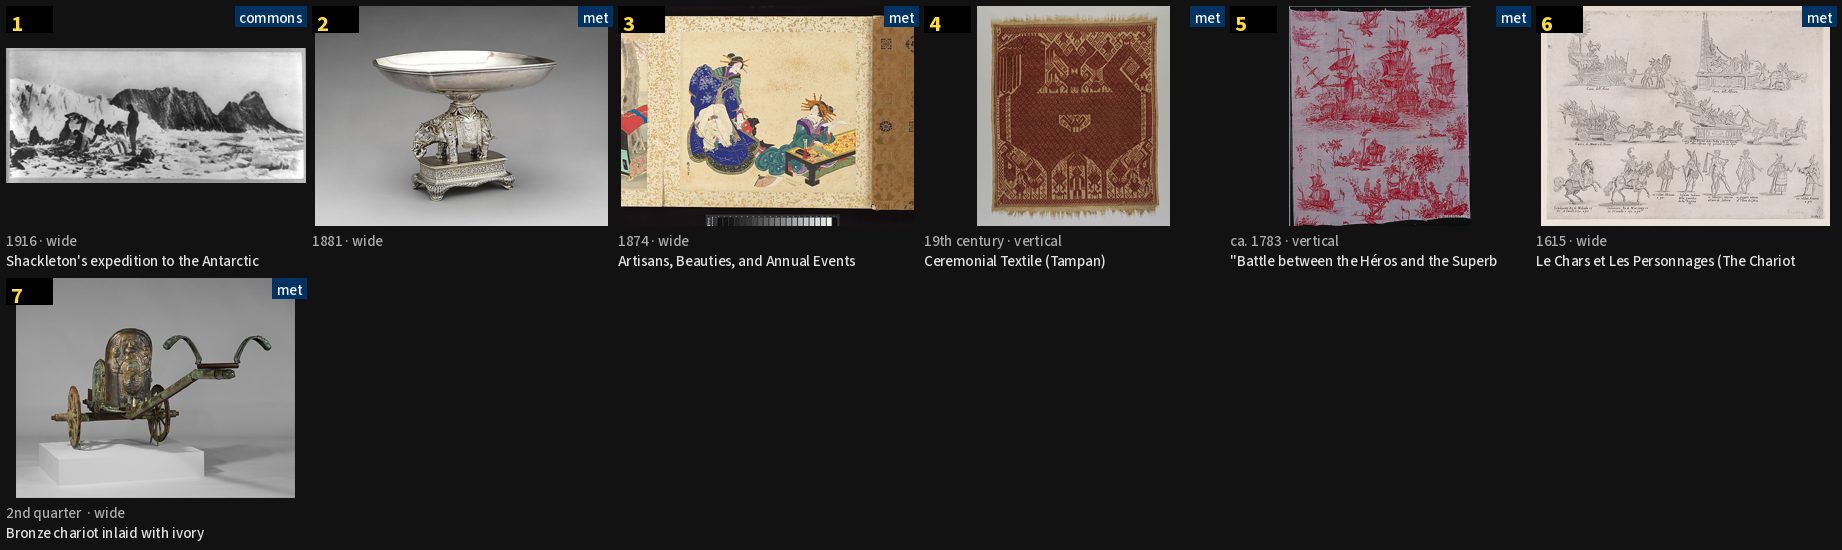 1
commons
1916 · wide
Shackleton's expedition to the Antarctic
2
met
1881 · wide
3
met
1874 · wide
Artisans, Beauties, and Annual Events
4
met
19th century · vertical
Ceremonial Textile (Tampan)
5
met
ca. 1783 · vertical
"Battle between the Héros and the Superb
6
met
1615 · wide
Le Chars et Les Personnages (The Chariot
7
met
2nd quarter · wide
Bronze chariot inlaid with ivory